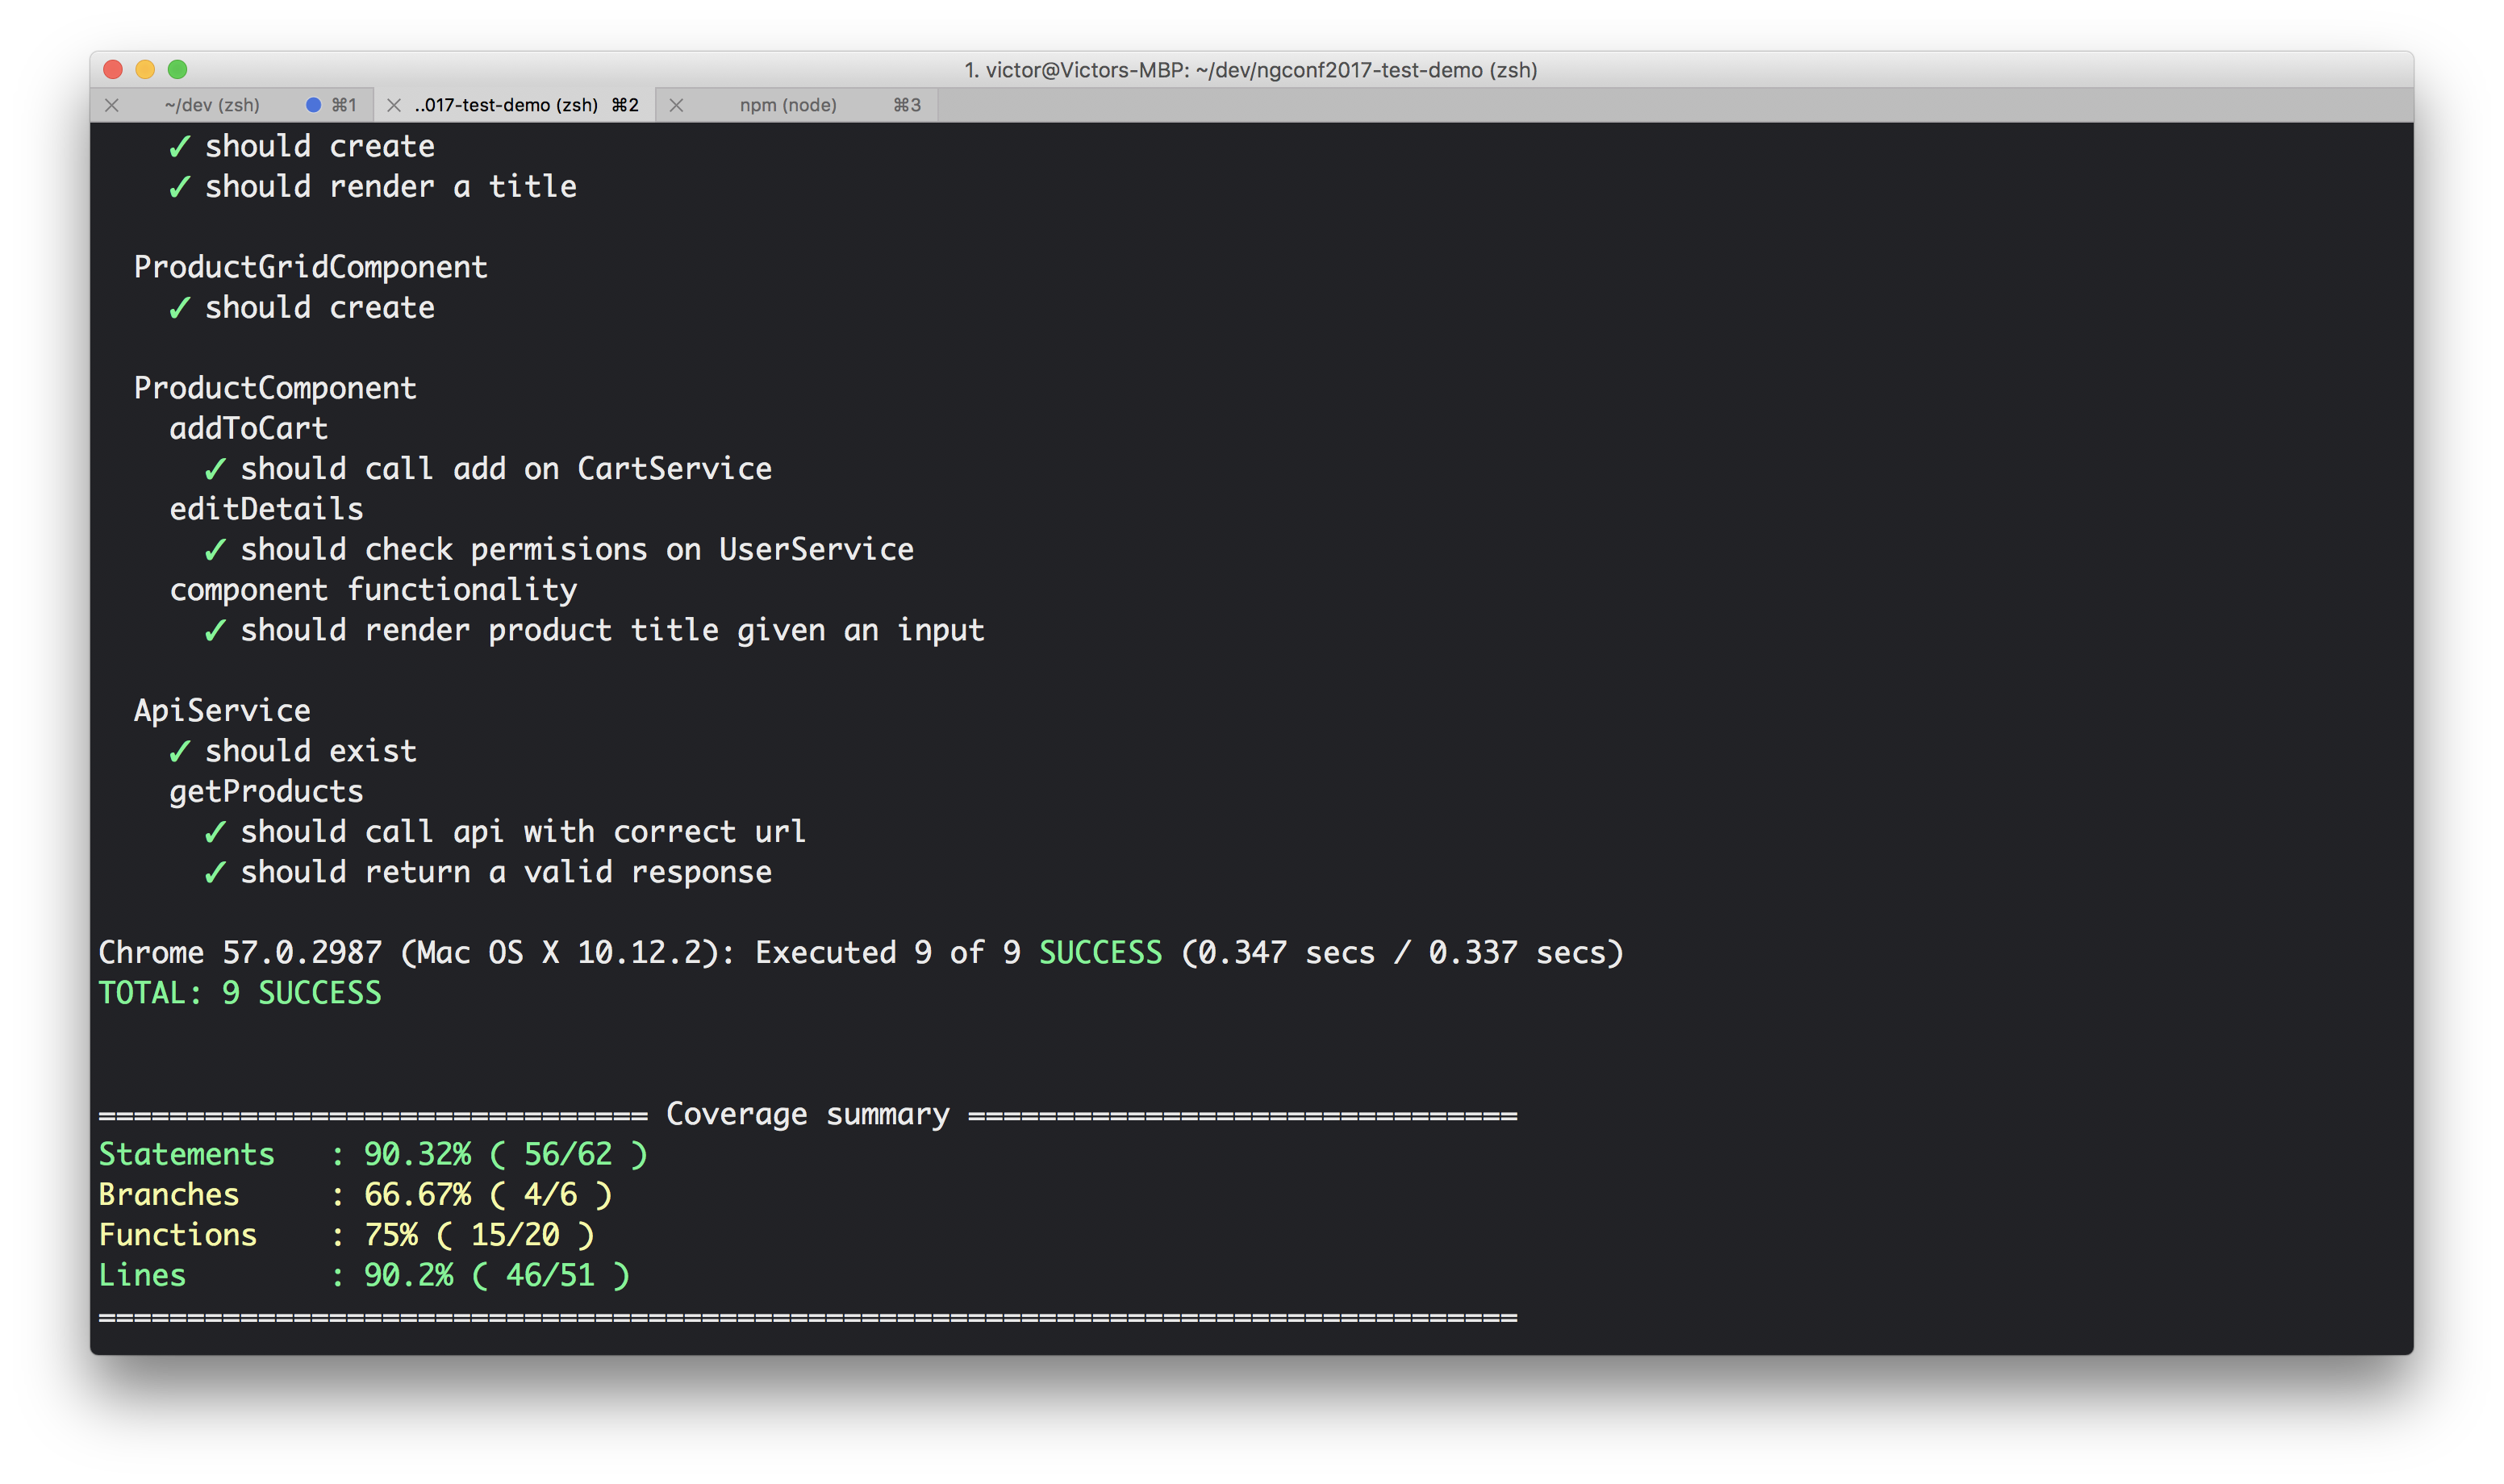 1. victor@Victors-MBP: ~/dev/ngconf2017-test-demo (zsh)
~/dev (zsh) ⌘1 ..017-test-demo (zsh) ⌘2 npm (node) ⌘3
✓ should create
✓ should render a title
ProductGridComponent
✓ should create
ProductComponent
addToCart
✓ should call add on CartService
editDetails
✓ should check permisions on UserService
component functionality
✓ should render product title given an input
ApiService
✓ should exist
getProducts
✓ should call api with correct url
✓ should return a valid response
Chrome 57.0.2987 (Mac OS X 10.12.2): Executed 9 of 9 SUCCESS (0.347 secs / 0.337 secs)
TOTAL: 9 SUCCESS
=============================== Coverage summary ===============================
Statements   : 90.32% ( 56/62 )
Branches     : 66.67% ( 4/6 )
Functions    : 75% ( 15/20 )
Lines        : 90.2% ( 46/51 )
================================================================================